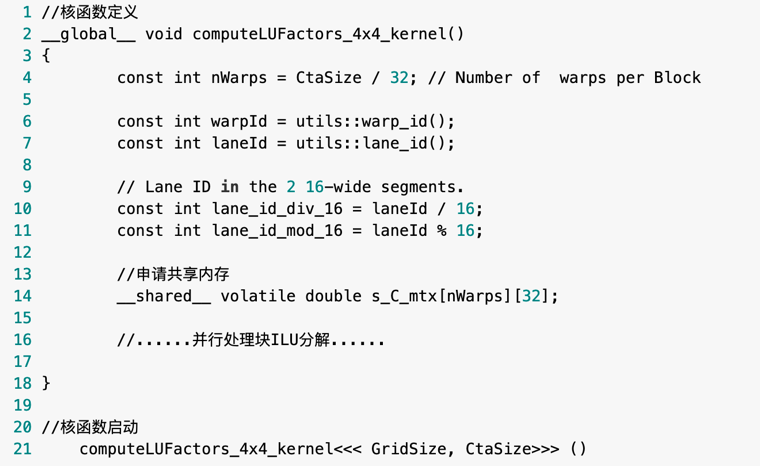 1 //核函数定义
2 __global__ void computeLUFactors_4x4_kernel()
3 {
4 const int nWarps = CtaSize / 32; // Number of  warps per Block
5
6 const int warpId = utils::warp_id();
7 const int laneId = utils::lane_id();
8
9 // Lane ID in the 2 16-wide segments.
10 const int lane_id_div_16 = laneId / 16;
11 const int lane_id_mod_16 = laneId % 16;
12
13 //申请共享内存
14 __shared__ volatile double s_C_mtx[nWarps][32];
15
16 //......并行处理块ILU分解......
17
18 }
19
20 //核函数启动
21 computeLUFactors_4x4_kernel<<< GridSize, CtaSize>>> ()